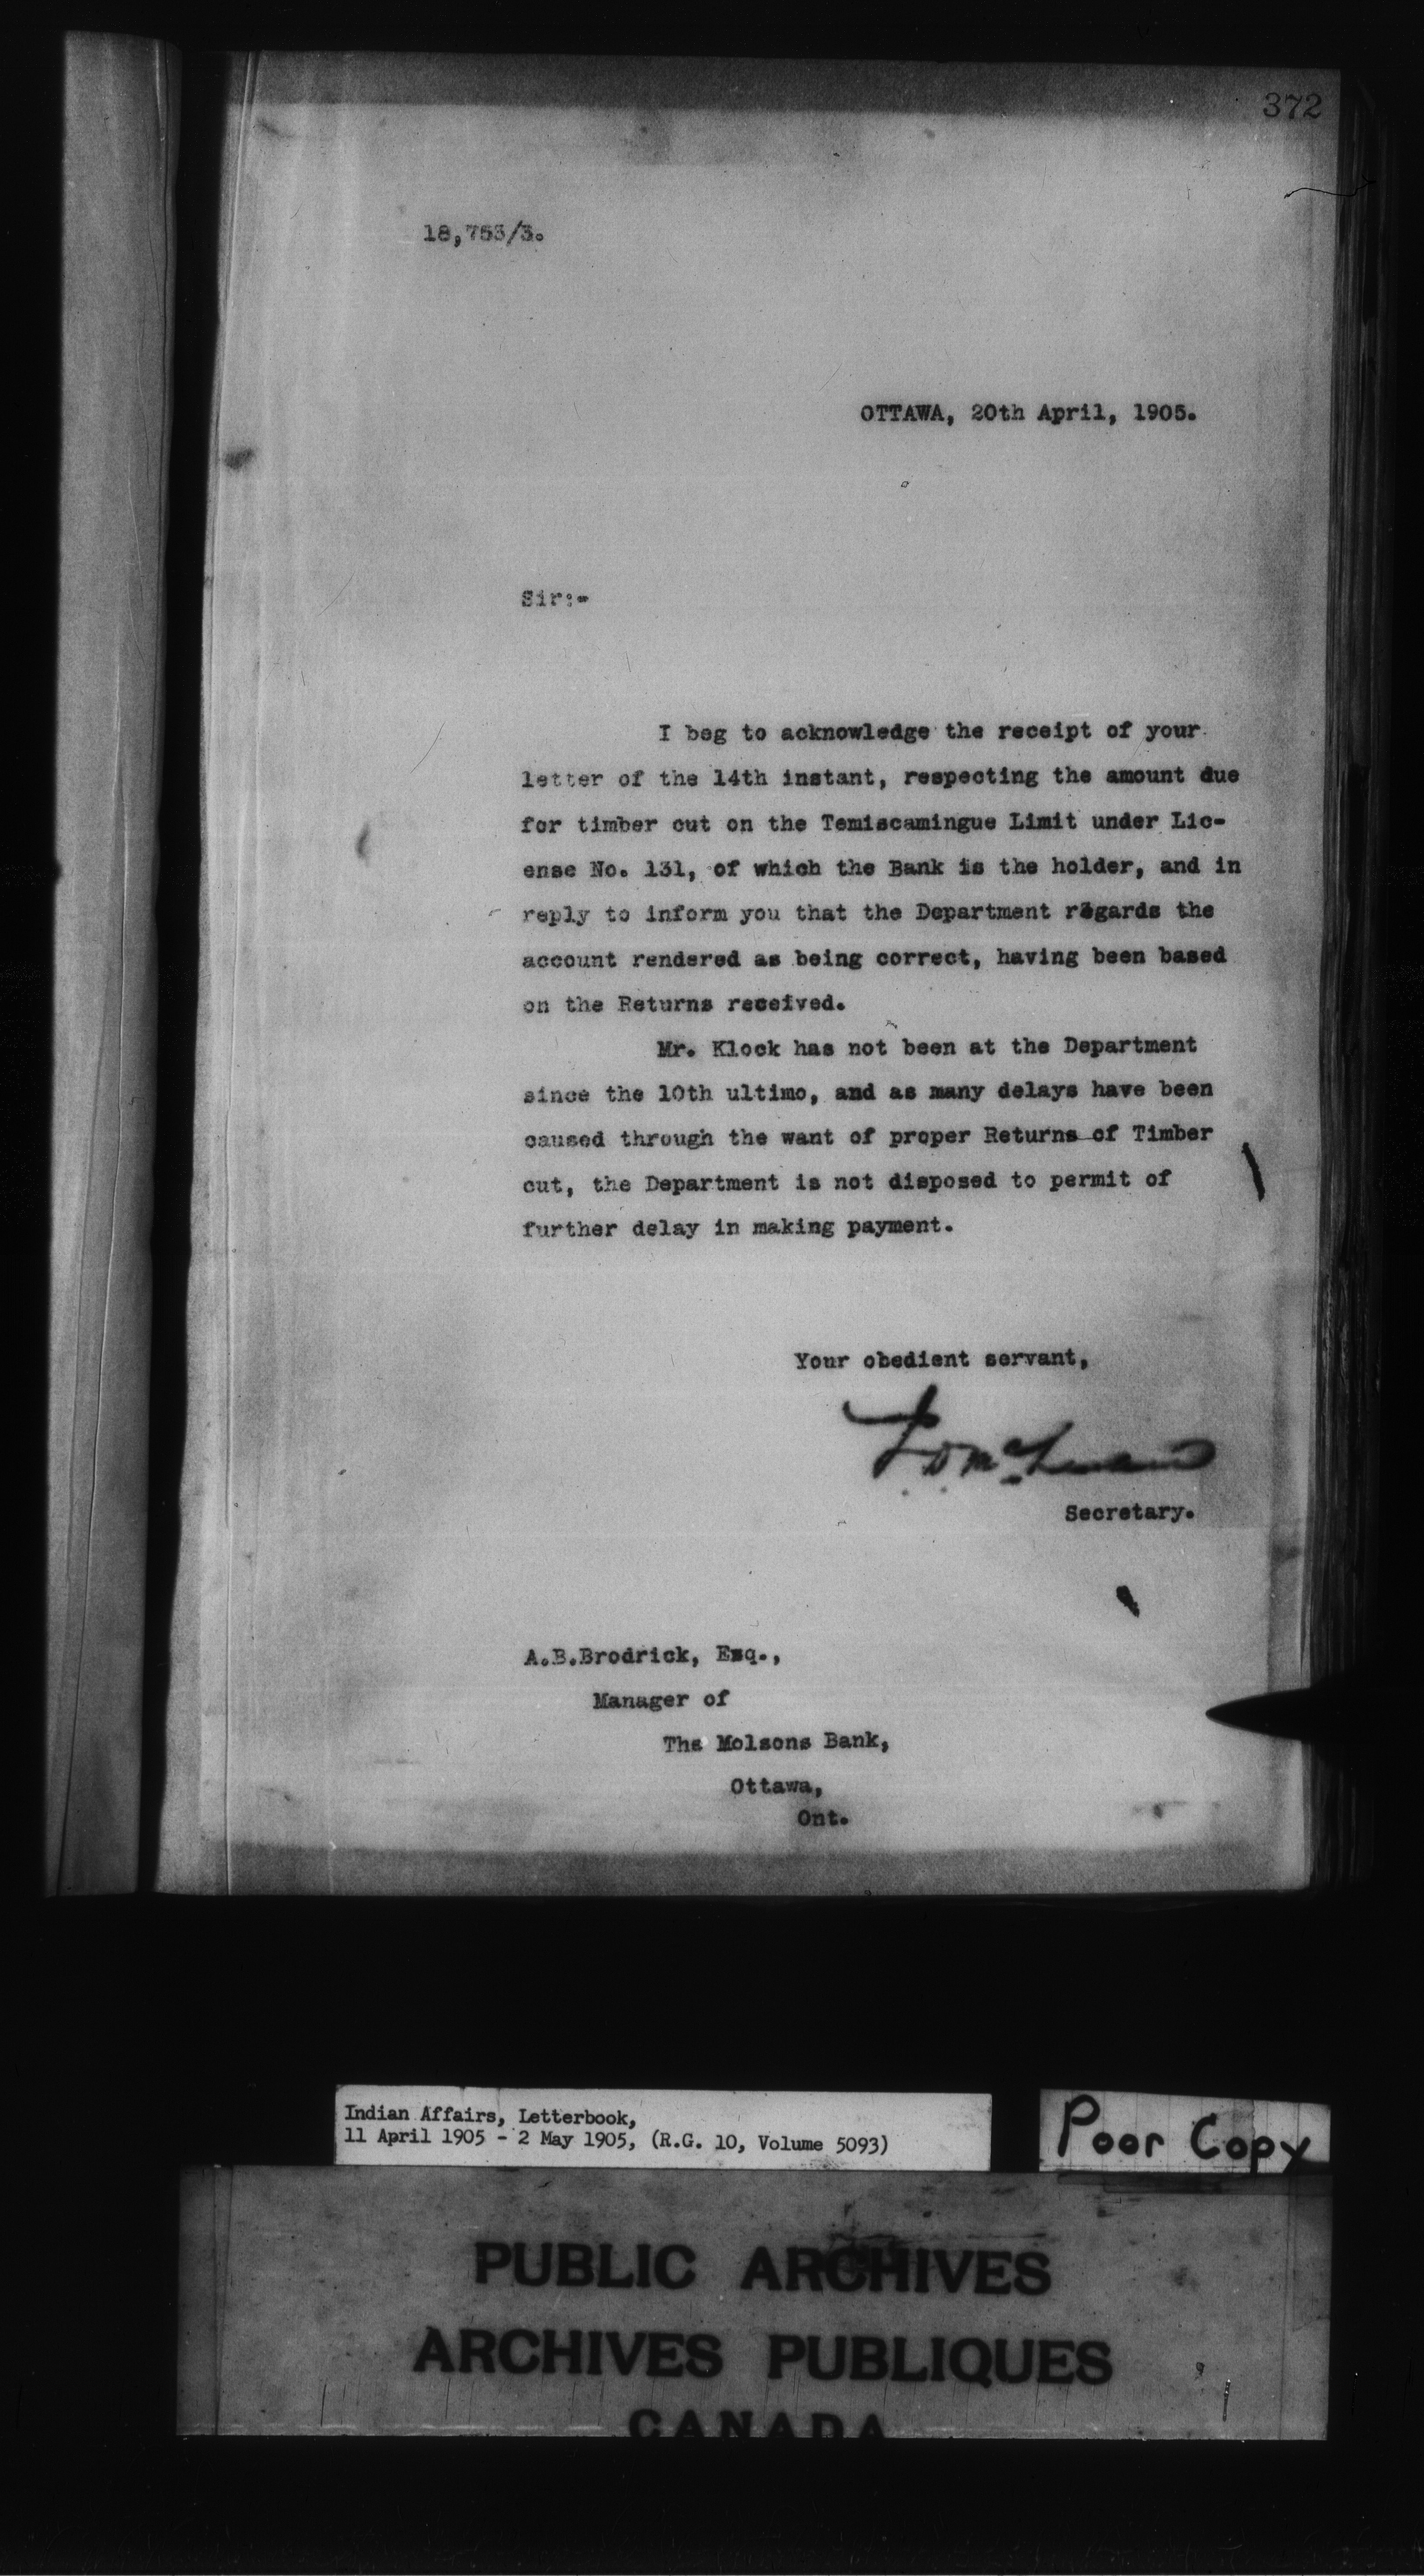 372
18,753/3.
OTTAWA, 20th April, 1905.
Sir:-
I beg to acknowledge the receipt of your
letter of the 14th instant, respecting the amount due
for timber cut on the Temiscamingue Limit under Lic-
ense No. 131, of which the Bank is the holder, and in
reply to inform you that the Department regards the
account rendered as being correct, having been based
on the Returns received.
Mr. Klock has not been at the Department
since the 10th ultimo, and as many delays have been
caused through the want of proper Returns of Timber
cut, the Department is not disposed to permit of
further delay in making payment.
Your obedient servant,
Secretary.
A.B.Brodrick, Esq.,
Manager of
The Molsons Bank,
Ottawa,
Ont.
Indian Affairs, Letterbook,
11 April 1905 - 2 May 1905, (R.G. 10, Volume 5093)
Poor Copy
PUBLIC ARCHIVES
ARCHIVES PUBLIQUES
CANADA